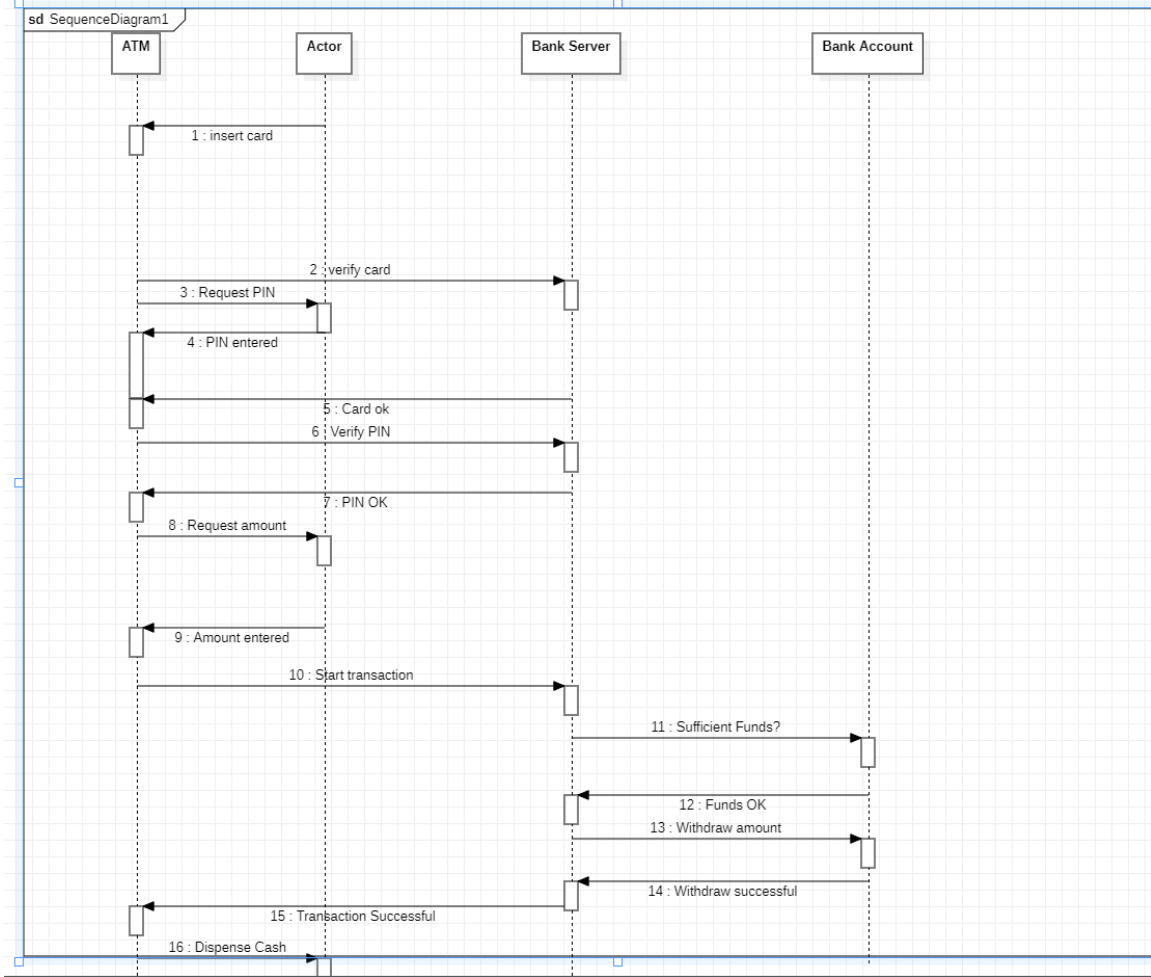 sd SequenceDiagram1
ATM
Actor
Bank Server
Bank Account
1 : insert card
2 : verify card
3 : Request PIN
4 : PIN entered
5 : Card ok
6 : Verify PIN
7 : PIN OK
8 : Request amount
9 : Amount entered
10 : Start transaction
11 : Sufficient Funds?
12 : Funds OK
13 : Withdraw amount
14 : Withdraw successful
15 : Transaction Successful
16 : Dispense Cash